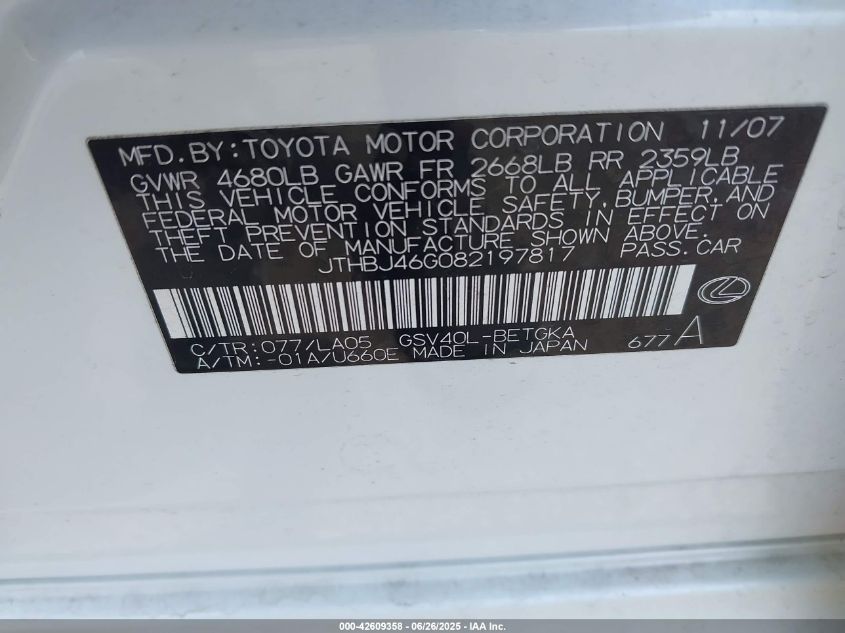 MFD. BY: TOYOTA MOTOR CORPORATION 11/07
GVWR 4680LB GAWR FR 2668LB RR 2359LB
THIS VEHICLE CONFORMS TO ALL APPLICABLE
FEDERAL MOTOR VEHICLE SAFETY, BUMPER, AND
THEFT PREVENTION STANDARDS IN EFFECT ON
THE DATE OF MANUFACTURE SHOWN ABOVE.
JTHBJ46G082197817 PASS. CAR
C/TR: 077/LA05 GSV40L-BETGKA
A/TM: -01A/U660E MADE IN JAPAN 677 A
000-42609358 | 06/26/2025 | IAA Inc.